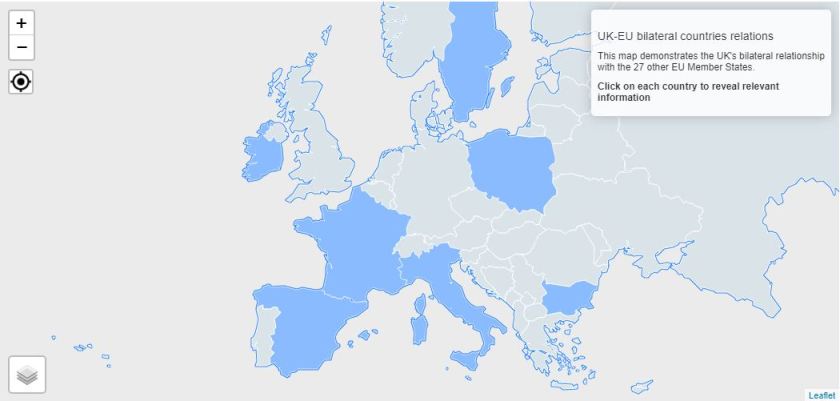 +
−
UK-EU bilateral countries relations
This map demonstrates the UK's bilateral relationship
with the 27 other EU Member States.
Click on each country to reveal relevant
information
Leaflet